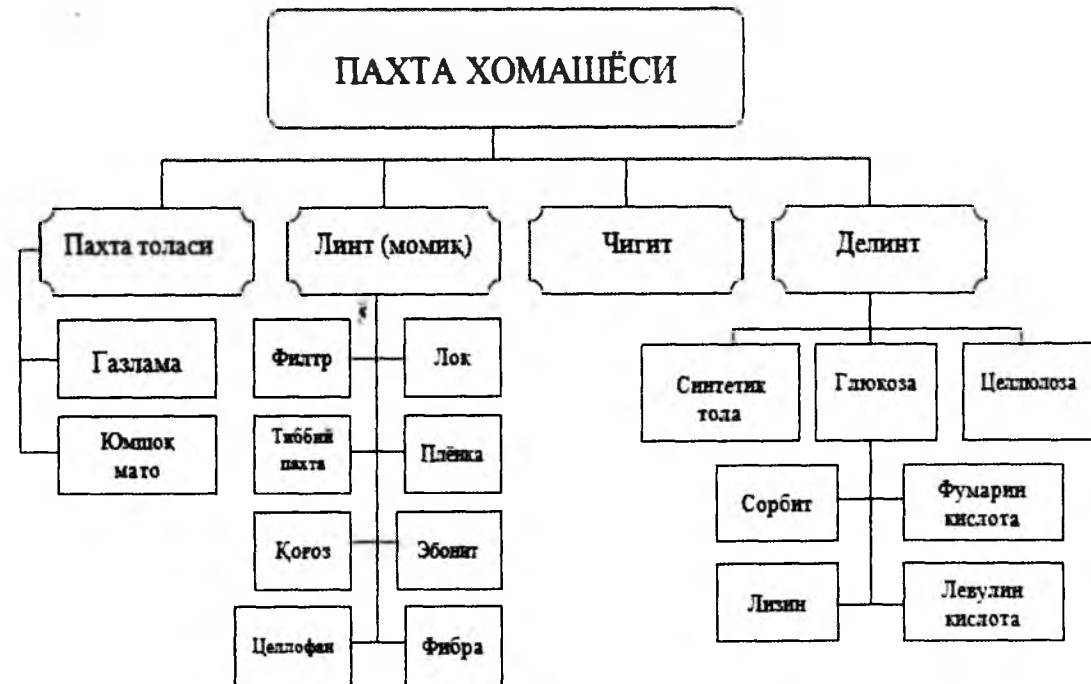 ПАХТА ХОМАШЁСИ
Пахта толаси
Линт (момиқ)
Чигит
Делинт
Газлама
Юмшоқ
мато
Филтр
Лок
Тиббий
пахта
Плёнка
Қоғоз
Эбонит
Целлофан
Фибра
Синтетик
тола
Глюкоза
Целлюлоза
Сорбит
Фумарин
кислота
Лизин
Левулин
кислота